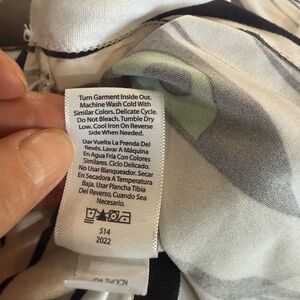 Turn Garment Inside Out.
Machine Wash Cold With
Similar Colors. Delicate Cycle.
Do Not Bleach. Tumble Dry
Low. Cool Iron On Reverse
Side When Needed.
Dar Vuelta La Prenda Del
Revés. Lavar A Máquina
En Agua Fría Con Colores
Similares. Ciclo Delicado.
No Usar Blanqueador. Secar
En Secadora A Temperatura
Baja. Usar Plancha Tibia
Del Reverso, Cuando Sea
Necesario.
S14
2022